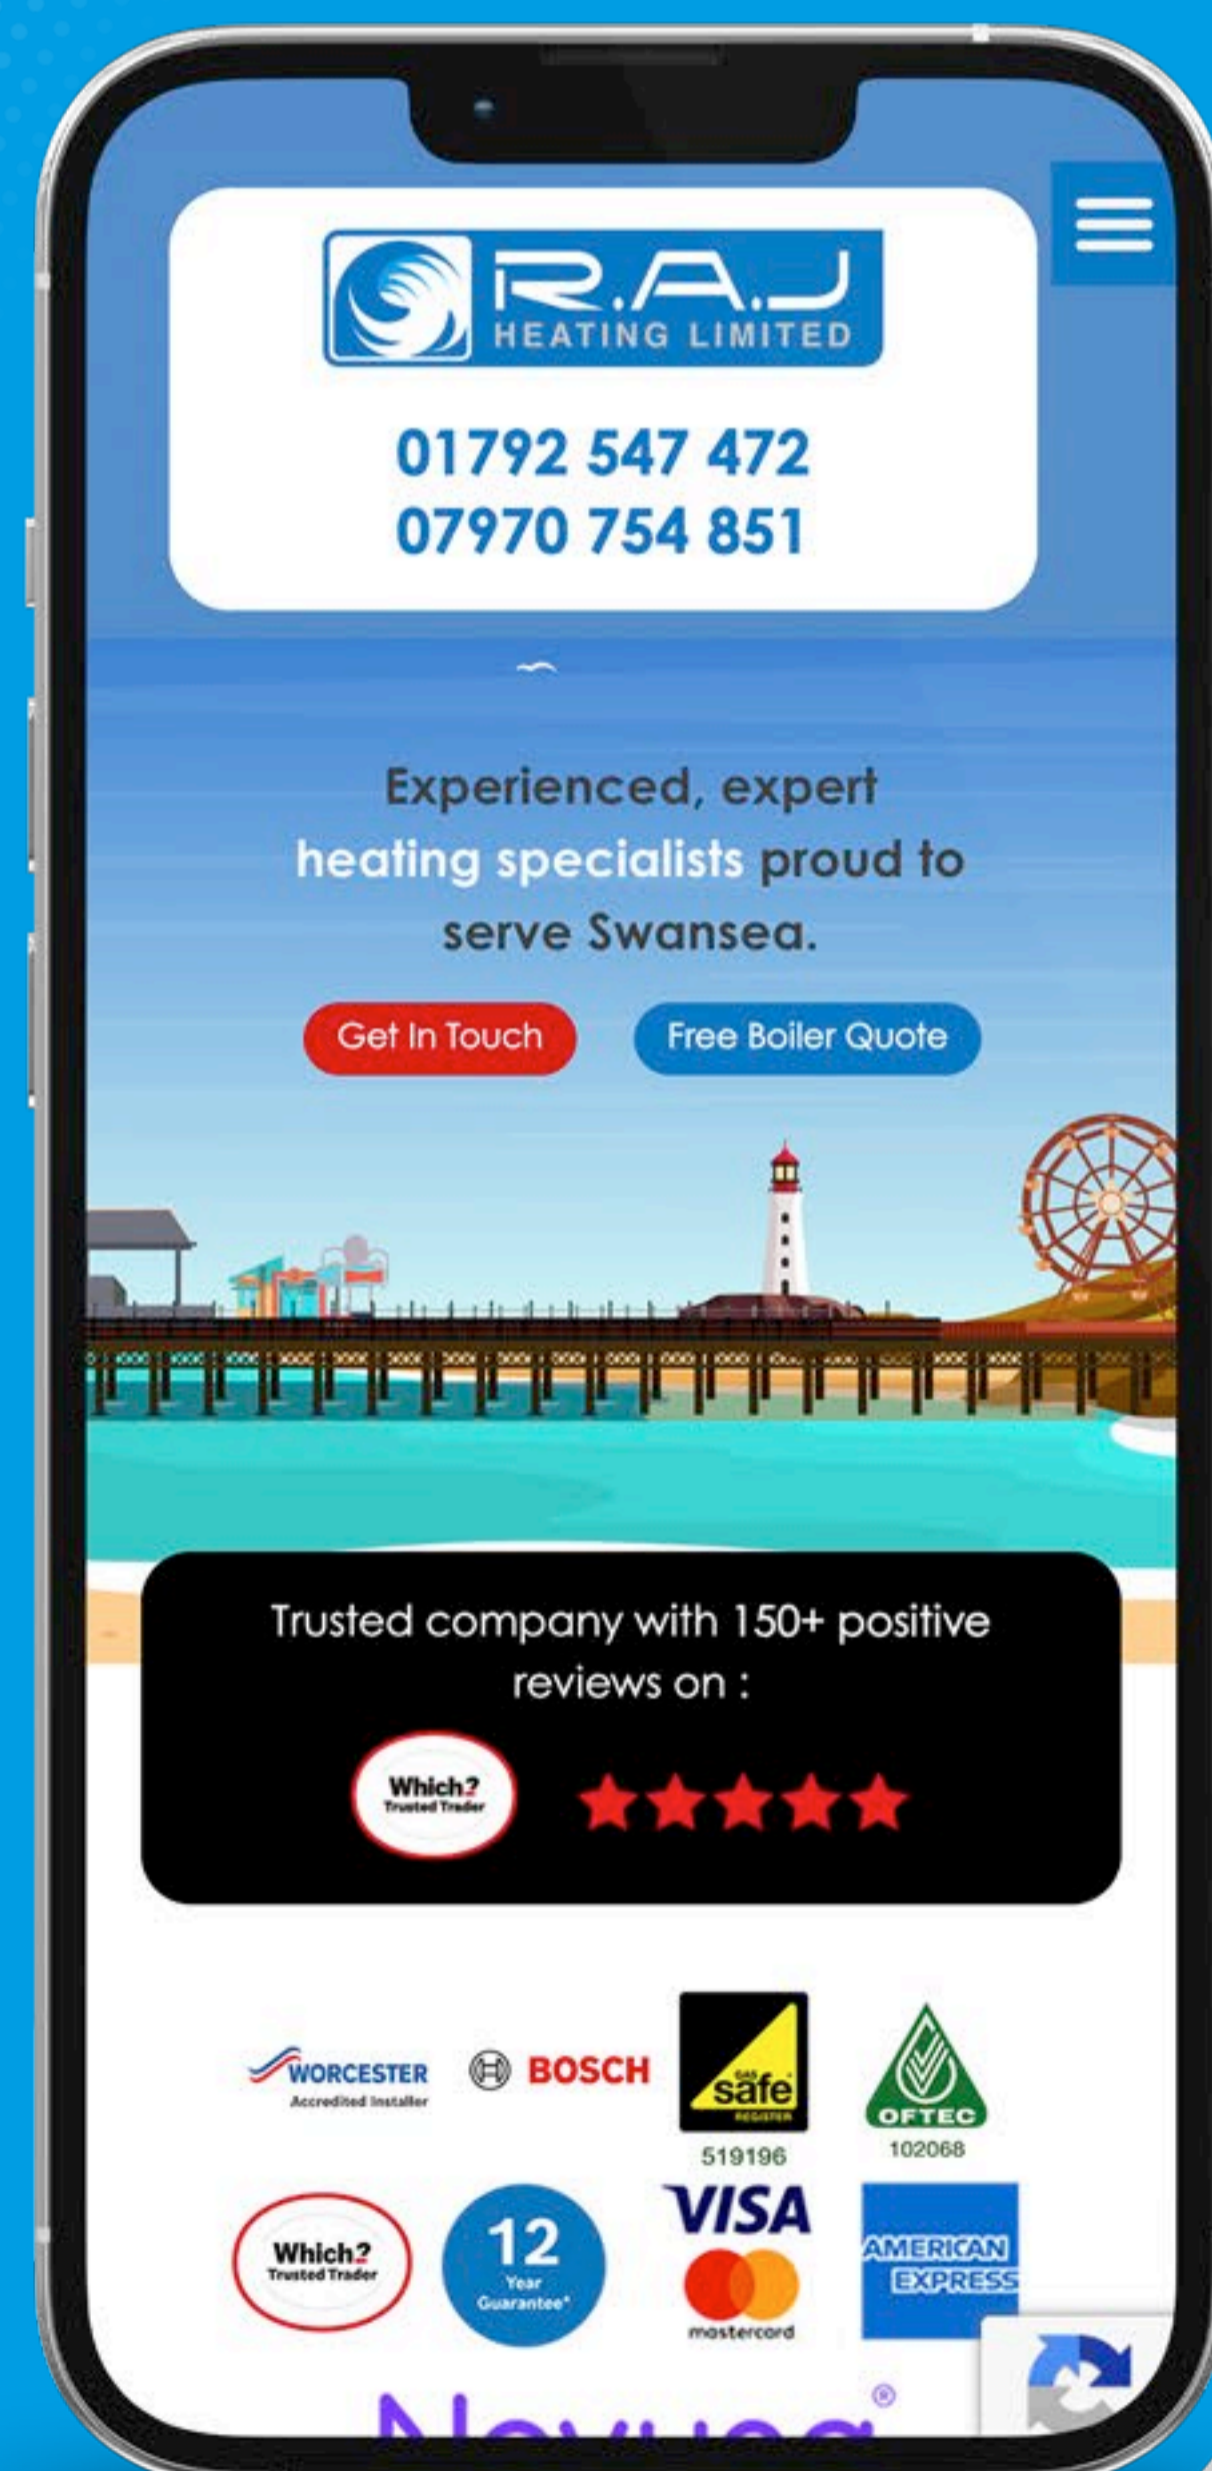 R.A.J
HEATING LIMITED
01792 547 472
07970 754 851
Experienced, expert
heating specialists proud to
serve Swansea.
Get In Touch
Free Boiler Quote
Trusted company with 150+ positive
reviews on :
Which?
Trusted Trader
WORCESTER
Accredited Installer
BOSCH
GAS
safe
REGISTER
519196
OFTEC
102068
Which?
Trusted Trader
12
Year
Guarantee*
VISA
mastercard
AMERICAN
EXPRESS